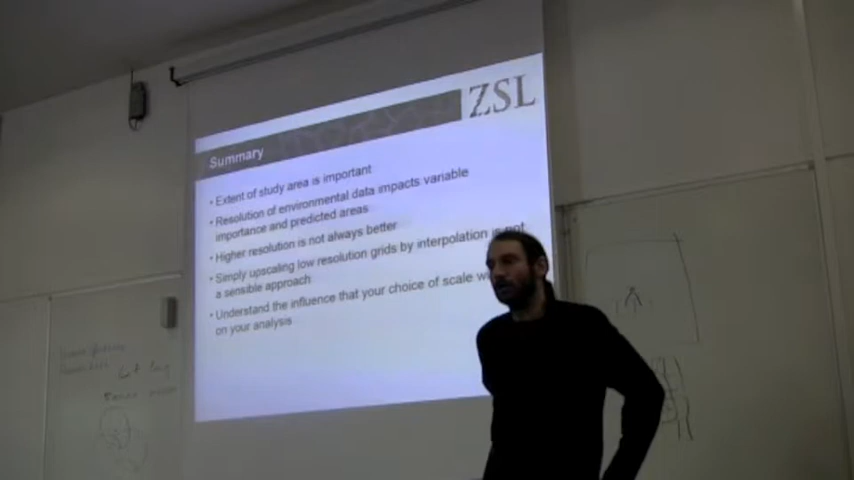 ZSL
Summary
• Extent of study area is important
• Resolution of environmental data impacts variable
importance and predicted areas
• Higher resolution is not always better
• Simply upscaling low resolution grids by interpolation is not
a sensible approach
• Understand the influence that your choice of scale
on your analysis